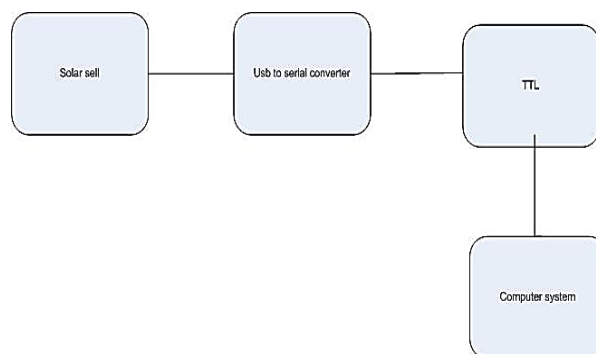 Solar sell
Usb to serial converter
TTL
Computer system